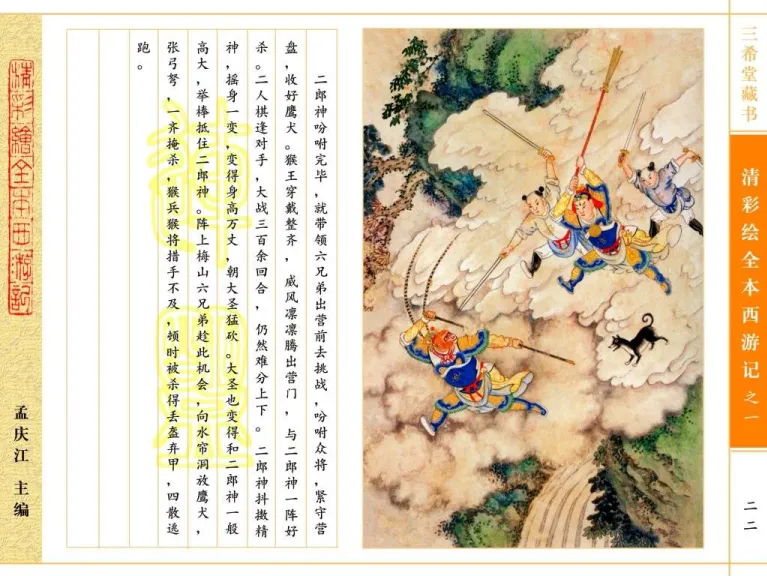 三希堂藏书
清彩绘全本西游记之一
二二
二郎神吩咐完毕，就带领六兄弟出营前去挑战，吩咐众将，紧守营
盘，收好鹰犬。猴王穿戴整齐，威风凛凛腾出营门，与二郎神一阵好
杀。二人棋逢对手，大战三百余回合，仍然难分上下。二郎神抖擞精
神，摇身一变，变得身高万丈，朝大圣猛砍。大圣也变得和二郎神一般
高大，举棒抵住二郎神。阵上梅山六兄弟趁此机会，向水帘洞放鹰犬，
张弓弩，一齐掩杀，猴兵猴将措手不及，顿时被杀得丢盔弃甲，四散逃
跑。
清彩繪全本西游記
孟庆江 主编